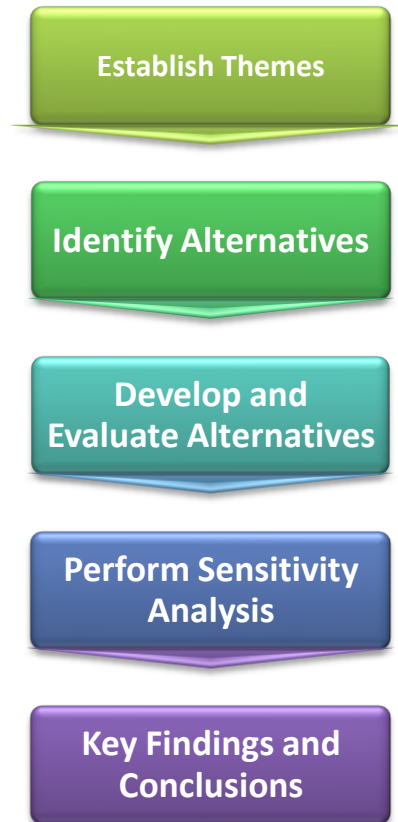 Establish Themes
Identify Alternatives
Develop and
Evaluate Alternatives
Perform Sensitivity
Analysis
Key Findings and
Conclusions